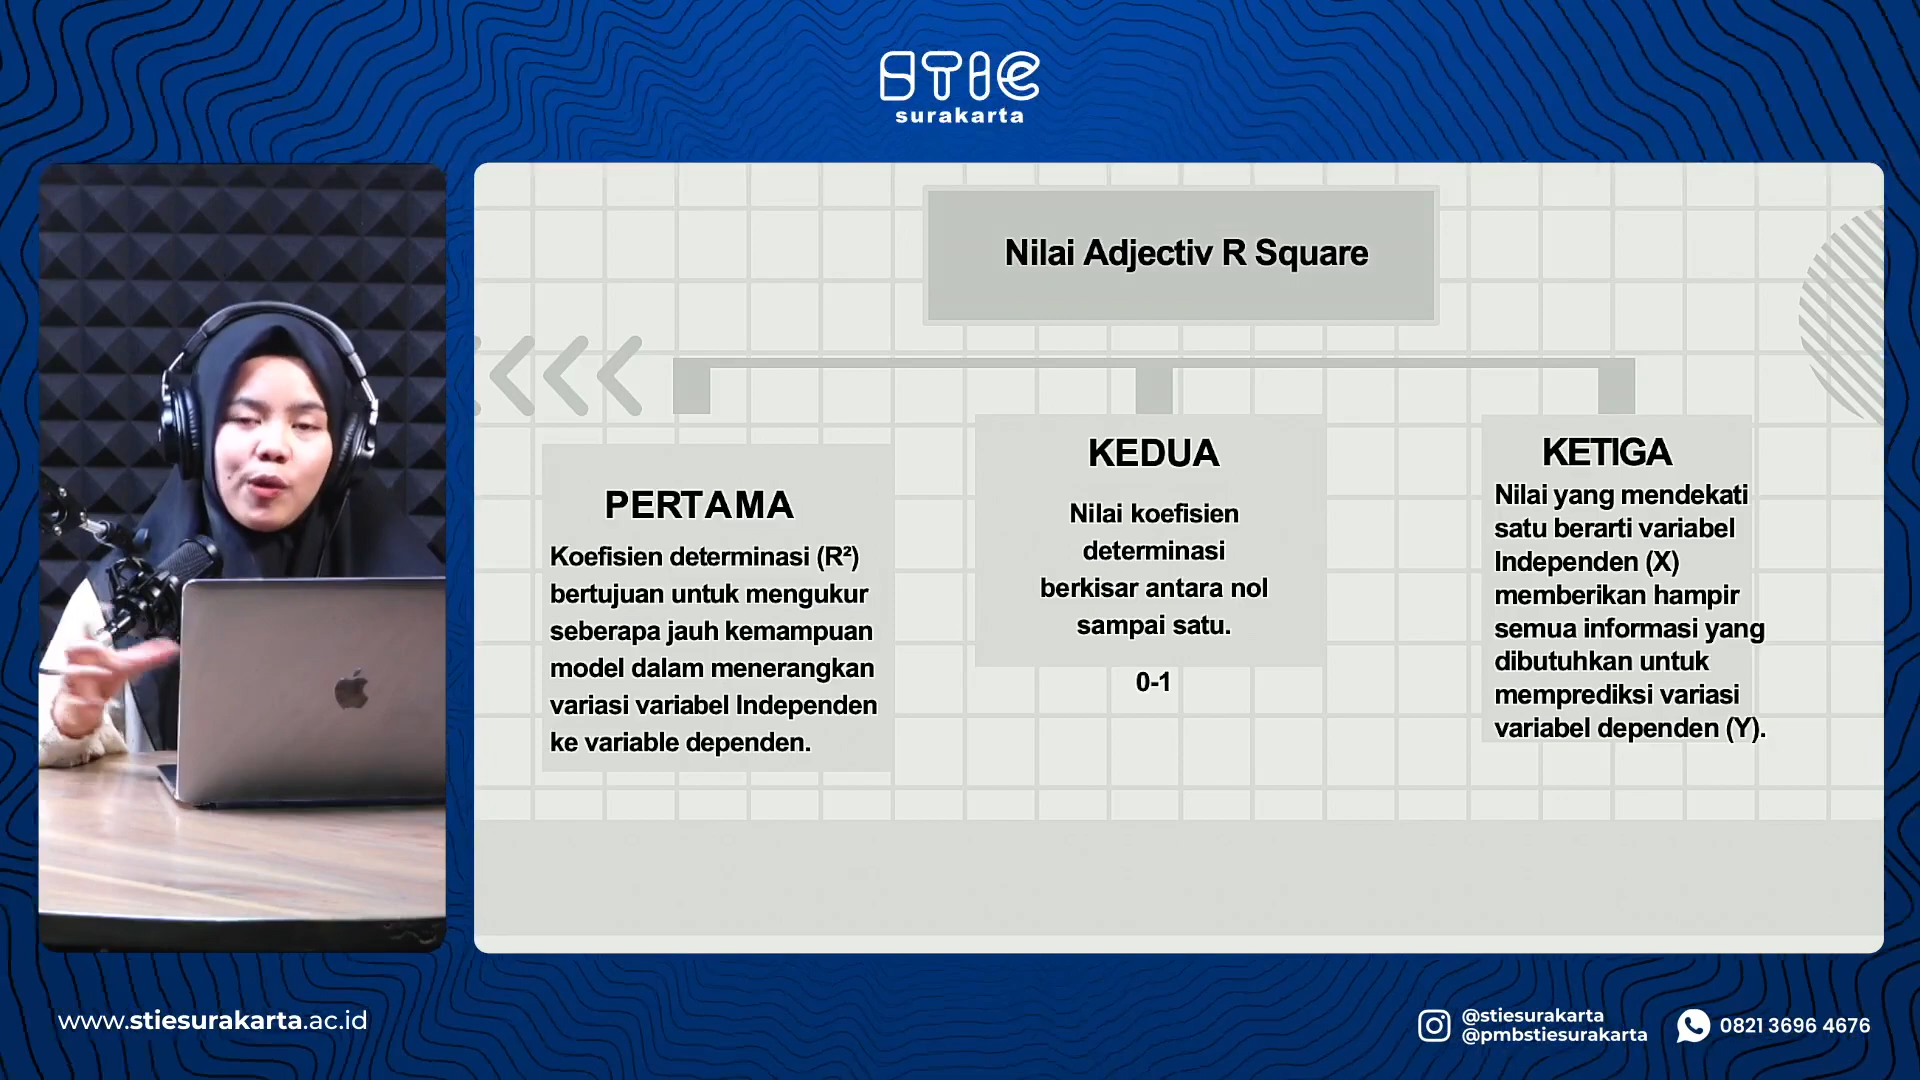 STIE
surakarta
Nilai Adjectiv R Square
PERTAMA
Koefisien determinasi (R²)
bertujuan untuk mengukur
seberapa jauh kemampuan
model dalam menerangkan
variasi variabel Independen
ke variable dependen.
KEDUA
Nilai koefisien
determinasi
berkisar antara nol
sampai satu.
0-1
KETIGA
Nilai yang mendekati
satu berarti variabel
Independen (X)
memberikan hampir
semua informasi yang
dibutuhkan untuk
memprediksi variasi
variabel dependen (Y).
www.stiesurakarta.ac.id
@stiesurakarta
@pmbstiesurakarta
0821 3696 4676